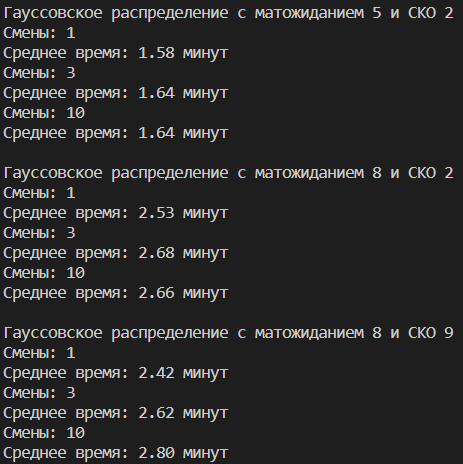 Гауссовское распределение с матожиданием 5 и СКО 2
Смены: 1
Среднее время: 1.58 минут
Смены: 3
Среднее время: 1.64 минут
Смены: 10
Среднее время: 1.64 минут
Гауссовское распределение с матожиданием 8 и СКО 2
Смены: 1
Среднее время: 2.53 минут
Смены: 3
Среднее время: 2.68 минут
Смены: 10
Среднее время: 2.66 минут
Гауссовское распределение с матожиданием 8 и СКО 9
Смены: 1
Среднее время: 2.42 минут
Смены: 3
Среднее время: 2.62 минут
Смены: 10
Среднее время: 2.80 минут